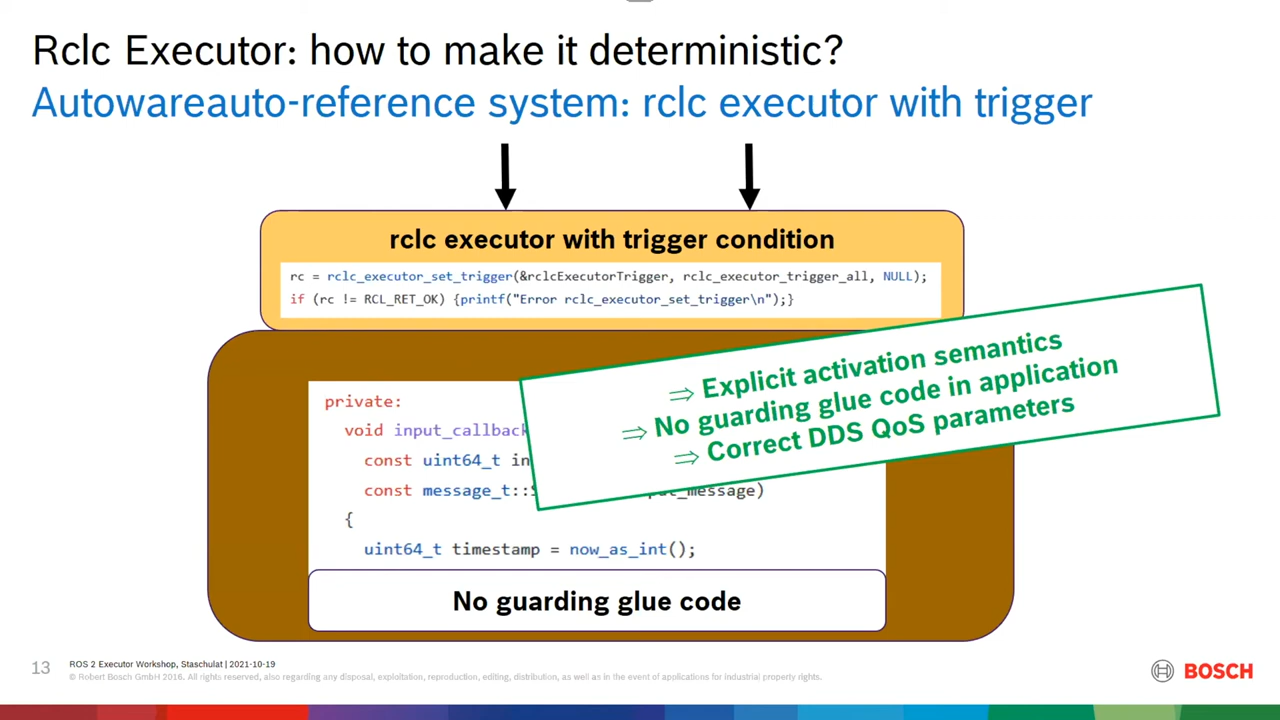 Rclc Executor: how to make it deterministic?
Autowareauto-reference system: rclc executor with trigger
rclc executor with trigger condition
rc = rclc_executor_set_trigger(&rclcExecutorTrigger, rclc_executor_trigger_all, NULL);
if (rc != RCL_RET_OK) {printf("Error rclc_executor_set_trigger\n");}
⇒ Explicit activation semantics
⇒ No guarding glue code in application
⇒ Correct DDS QoS parameters
private:
void input_callback
const uint64_t in
const message_t:: _message)
{
uint64_t timestamp = now_as_int();
No guarding glue code
13
ROS 2 Executor Workshop, Staschulat | 2021-10-19
© Robert Bosch GmbH 2016. All rights reserved, also regarding any disposal, exploitation, reproduction, editing, distribution, as well as in the event of applications for industrial property rights.
BOSCH